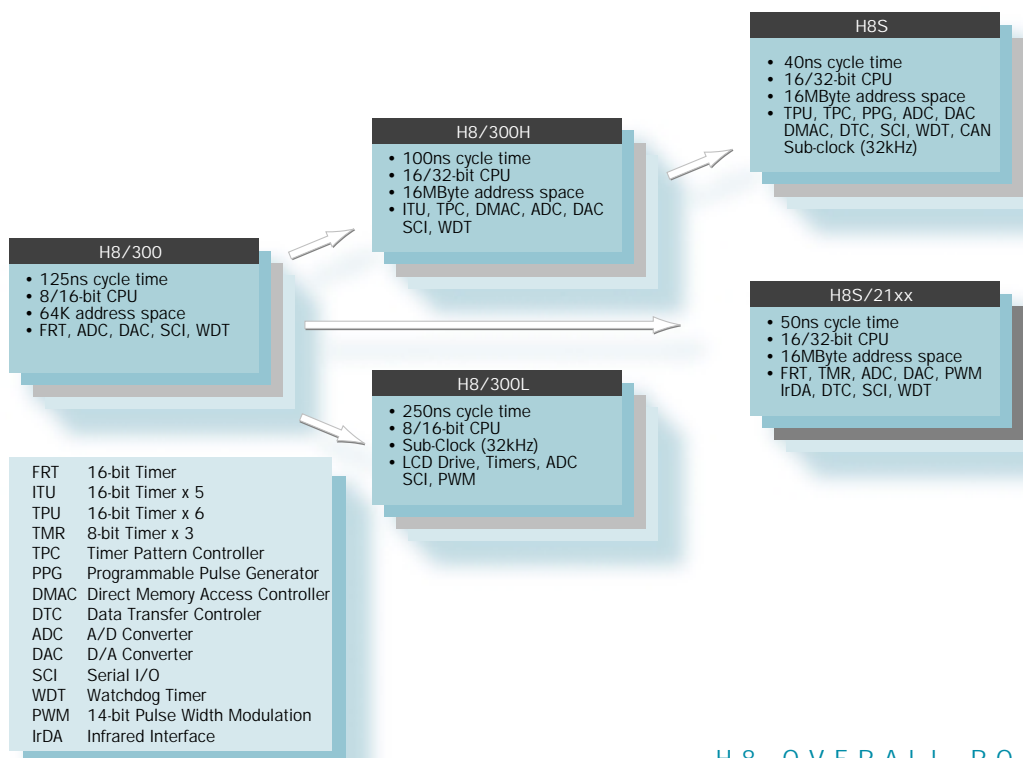 H8S
• 40ns cycle time
• 16/32-bit CPU
• 16MByte address space
• TPU, TPC, PPG, ADC, DAC
DMAC, DTC, SCI, WDT, CAN
Sub-clock (32kHz)
H8/300H
• 100ns cycle time
• 16/32-bit CPU
• 16MByte address space
• ITU, TPC, DMAC, ADC, DAC
SCI, WDT
H8/300
• 125ns cycle time
• 8/16-bit CPU
• 64K address space
• FRT, ADC, DAC, SCI, WDT
H8S/21xx
• 50ns cycle time
• 16/32-bit CPU
• 16MByte address space
• FRT, TMR, ADC, DAC, PWM
IrDA, DTC, SCI, WDT
H8/300L
• 250ns cycle time
• 8/16-bit CPU
• Sub-Clock (32kHz)
• LCD Drive, Timers, ADC
SCI, PWM
FRT 16-bit Timer
ITU 16-bit Timer x 5
TPU 16-bit Timer x 6
TMR 8-bit Timer x 3
TPC Timer Pattern Controller
PPG Programmable Pulse Generator
DMAC Direct Memory Access Controller
DTC Data Transfer Controler
ADC A/D Converter
DAC D/A Converter
SCI Serial I/O
WDT Watchdog Timer
PWM 14-bit Pulse Width Modulation
IrDA Infrared Interface
H8 OVERALL